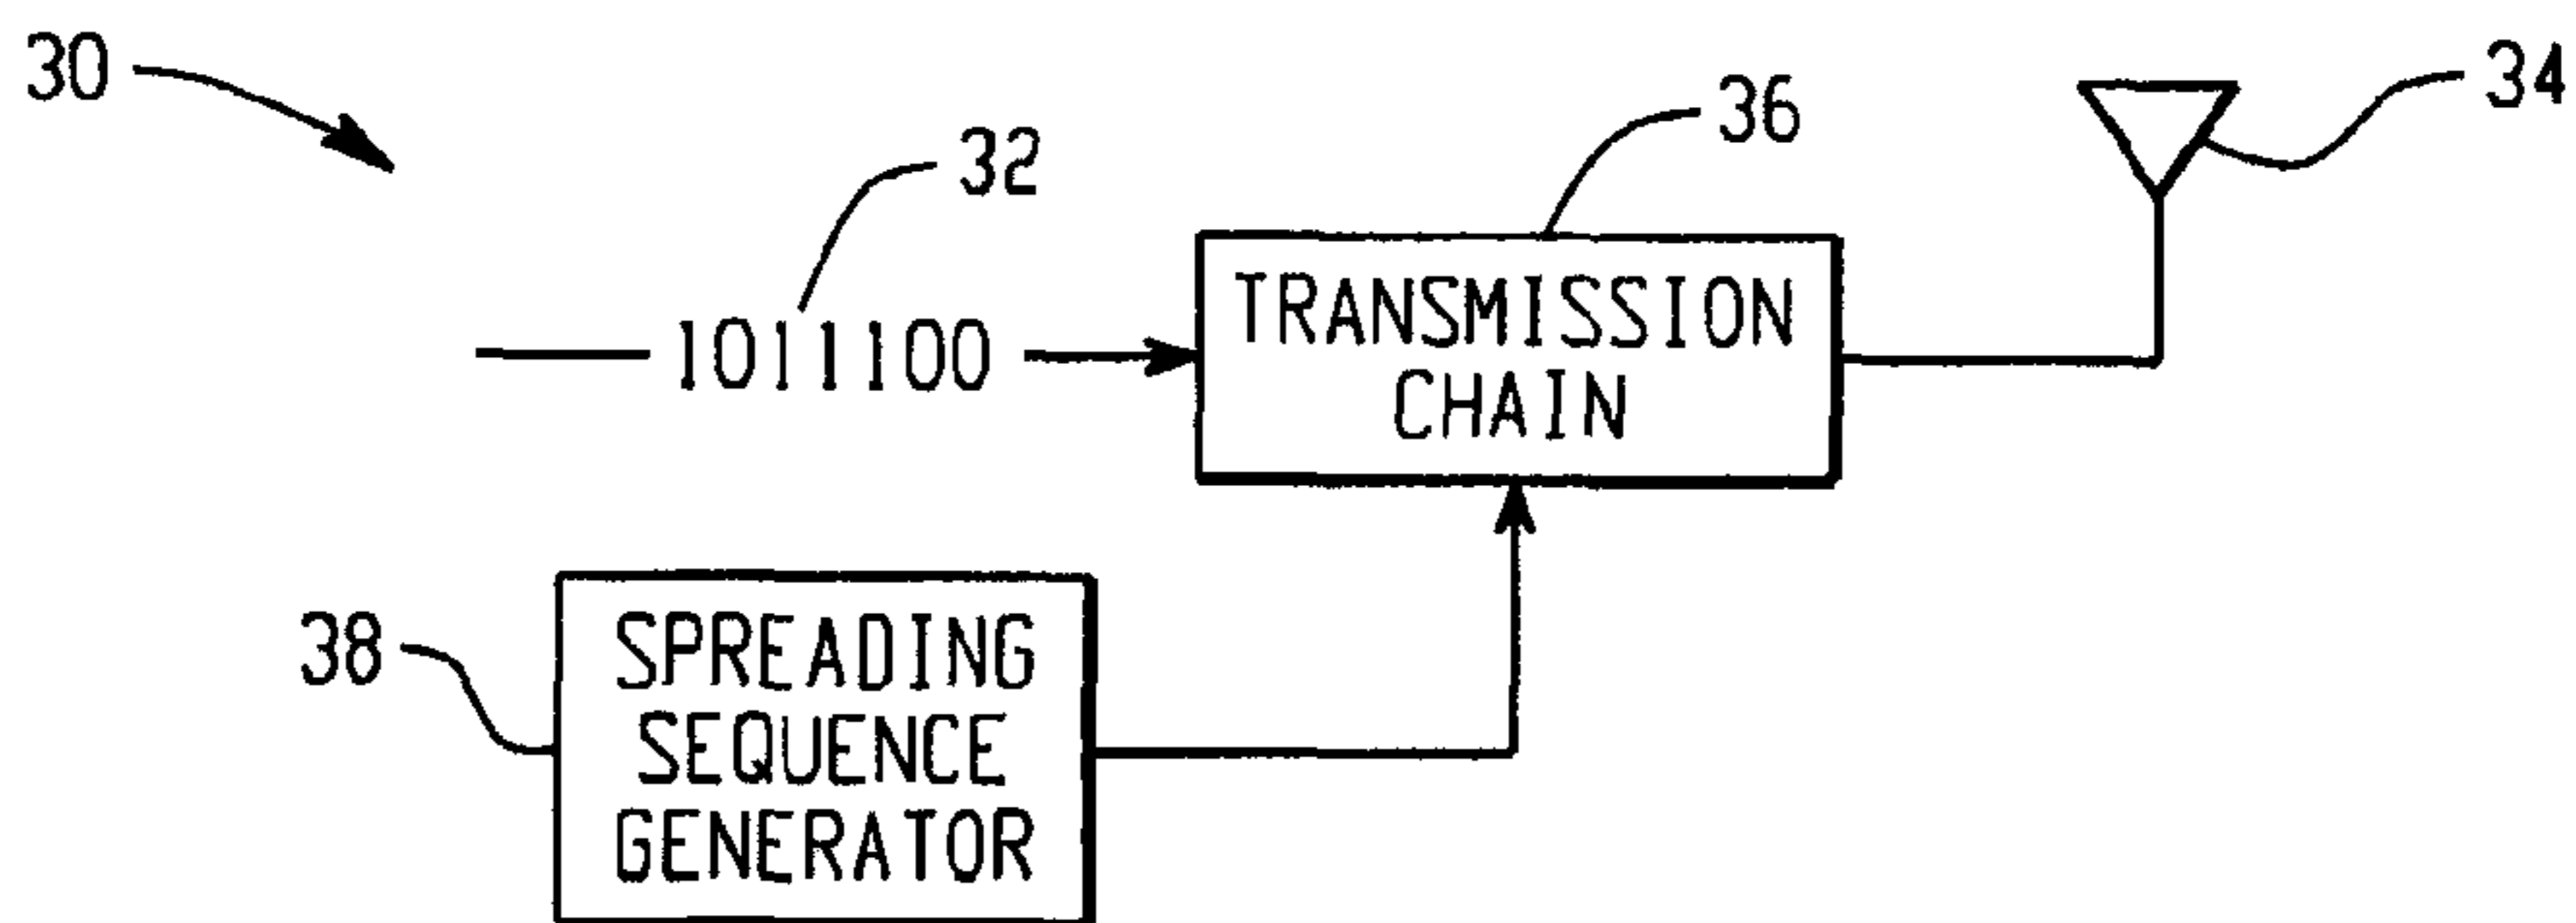 30
32
36
34
1011100
TRANSMISSION
CHAIN
38
SPREADING
SEQUENCE
GENERATOR